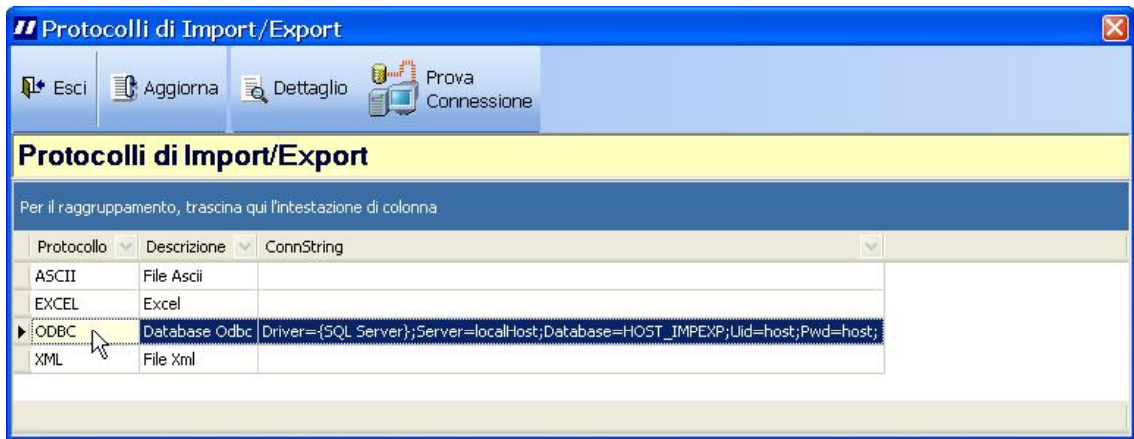 Protocolli di Import/Export
Esci Aggiorna Dettaglio Prova Connessione
Protocolli di Import/Export
Per il raggruppamento, trascina qui l'intestazione di colonna
Protocollo Descrizione ConnString
ASCII File Ascii
EXCEL Excel
ODBC Database Odbc Driver={SQL Server};Server=localHost;Database=HOST_IMPEXP;Uid=host;Pwd=host;
XML File Xml